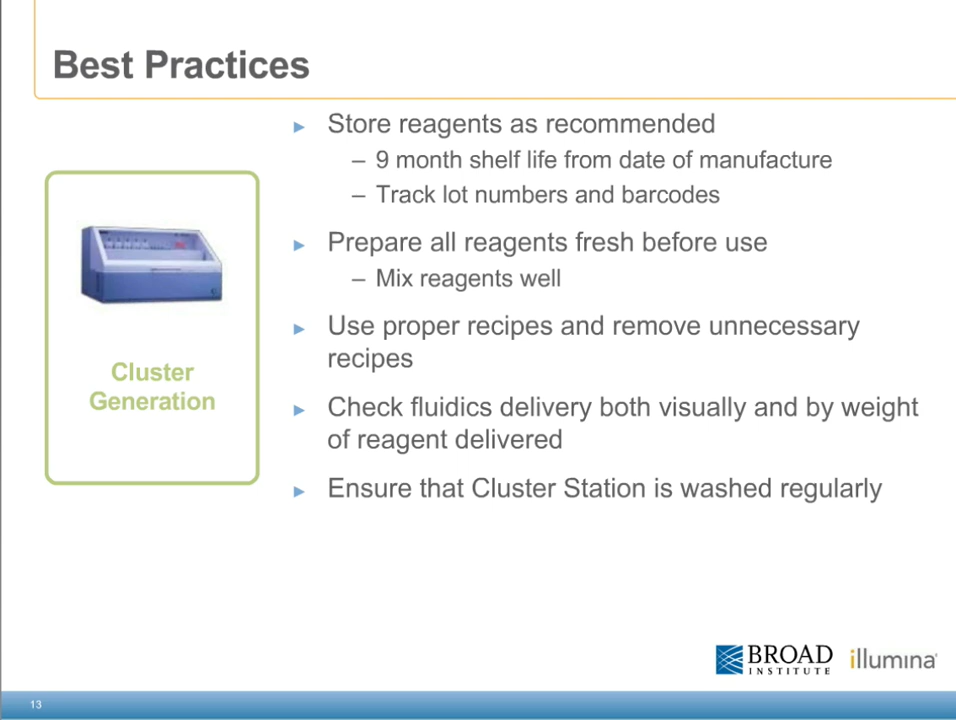 Best Practices
► Store reagents as recommended
– 9 month shelf life from date of manufacture
– Track lot numbers and barcodes
► Prepare all reagents fresh before use
– Mix reagents well
► Use proper recipes and remove unnecessary
recipes
► Check fluidics delivery both visually and by weight
of reagent delivered
► Ensure that Cluster Station is washed regularly
Cluster
Generation
BROAD
INSTITUTE
illumina
13